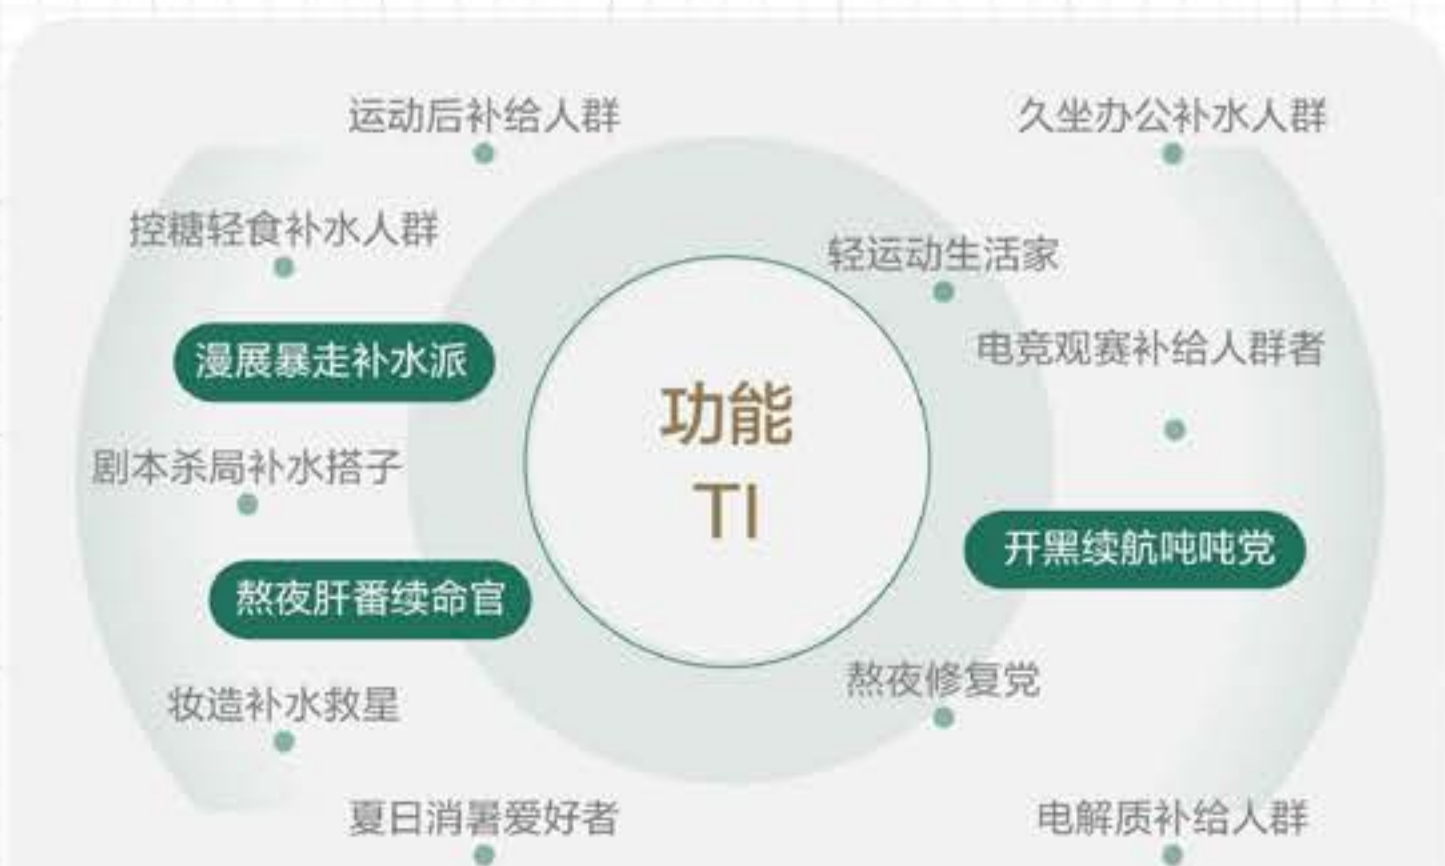 运动后补给人群
久坐办公补水人群
控糖轻食补水人群
轻运动生活家
漫展暴走补水派
电竞观赛补给人群者
功能
TI
剧本杀局补水搭子
开黑续航吨吨党
熬夜肝番续命官
熬夜修复党
妆造补水救星
夏日消暑爱好者
电解质补给人群